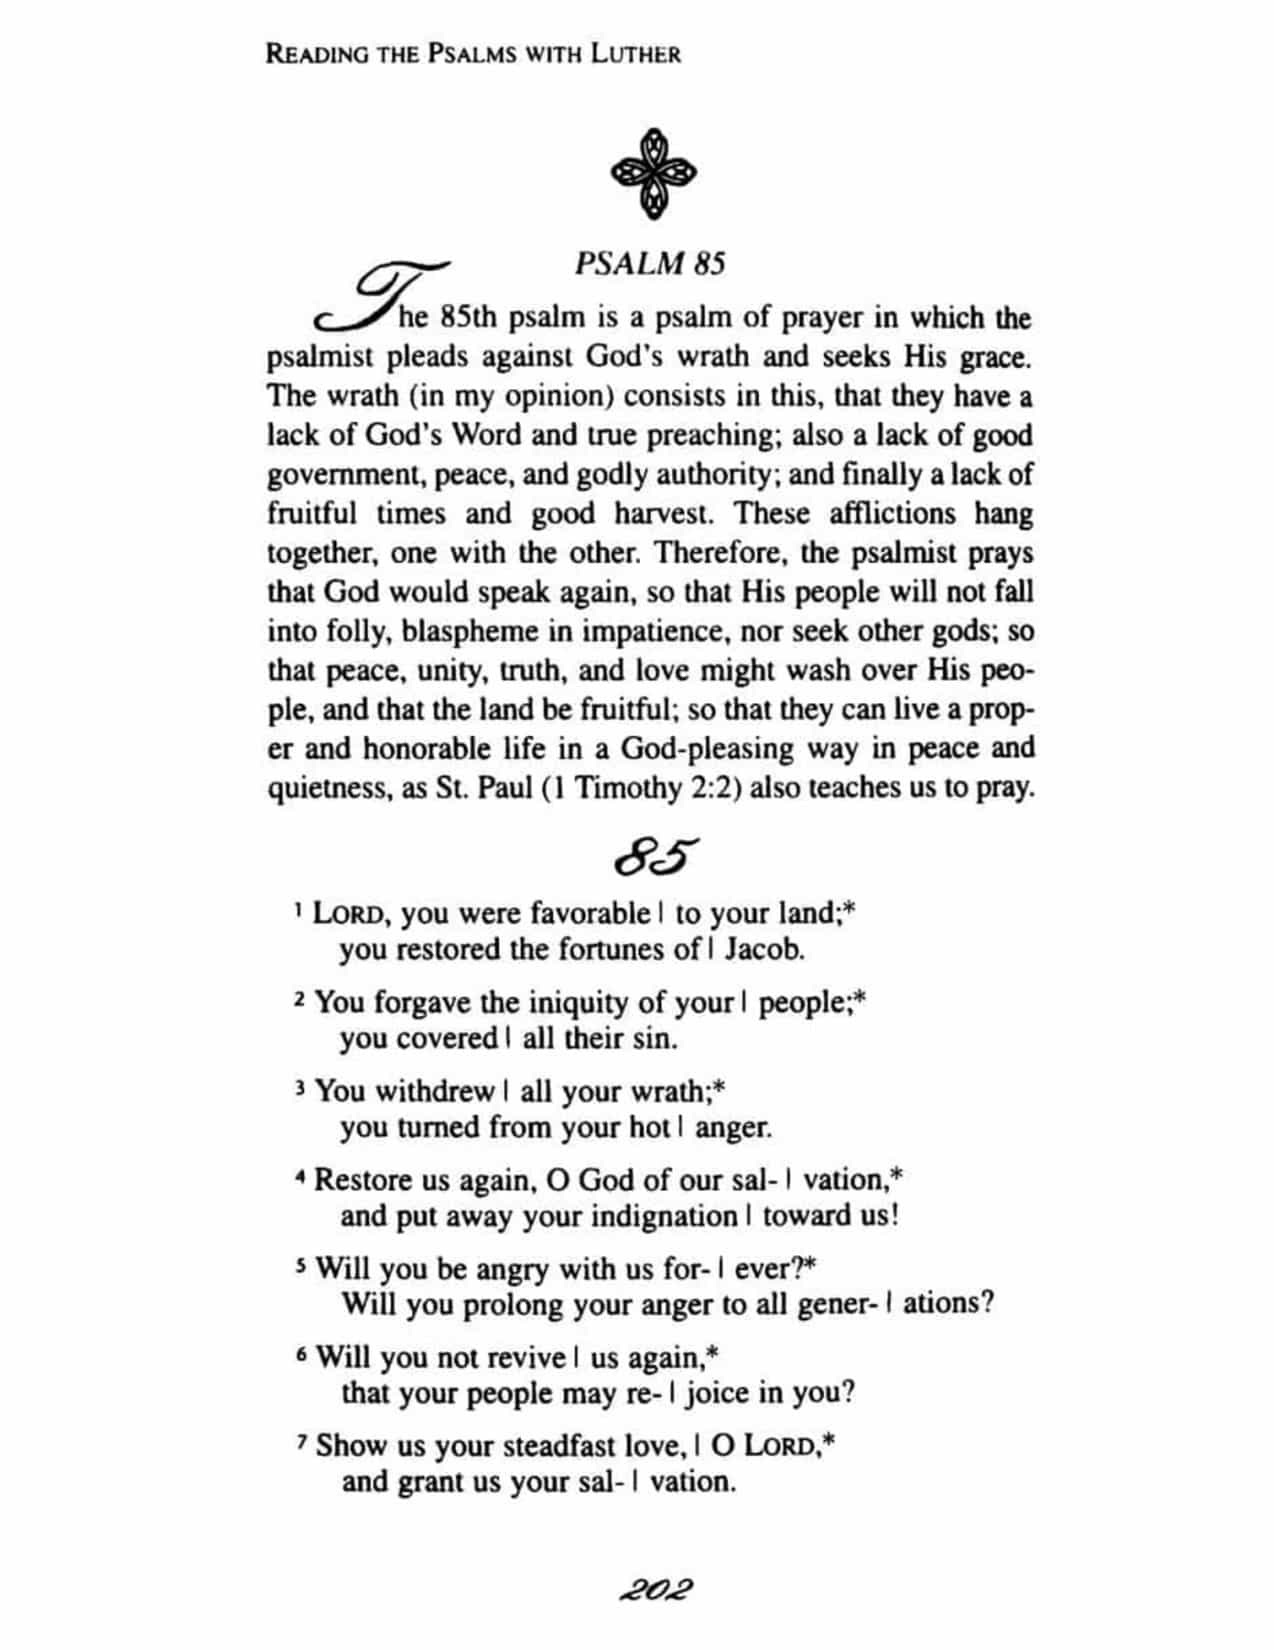 READING THE PSALMS WITH LUTHER
PSALM 85
The 85th psalm is a psalm of prayer in which the
psalmist pleads against God's wrath and seeks His grace.
The wrath (in my opinion) consists in this, that they have a
lack of God's Word and true preaching; also a lack of good
government, peace, and godly authority; and finally a lack of
fruitful times and good harvest. These afflictions hang
together, one with the other. Therefore, the psalmist prays
that God would speak again, so that His people will not fall
into folly, blaspheme in impatience, nor seek other gods; so
that peace, unity, truth, and love might wash over His peo-
ple, and that the land be fruitful; so that they can live a prop-
er and honorable life in a God-pleasing way in peace and
quietness, as St. Paul (1 Timothy 2:2) also teaches us to pray.
85
1 LORD, you were favorable | to your land;*
you restored the fortunes of | Jacob.
2 You forgave the iniquity of your | people;*
you covered | all their sin.
3 You withdrew | all your wrath;*
you turned from your hot | anger.
4 Restore us again, O God of our sal- | vation,*
and put away your indignation | toward us!
5 Will you be angry with us for- | ever?*
Will you prolong your anger to all gener- | ations?
6 Will you not revive | us again,*
that your people may re- | joice in you?
7 Show us your steadfast love, | O LORD,*
and grant us your sal- | vation.
202